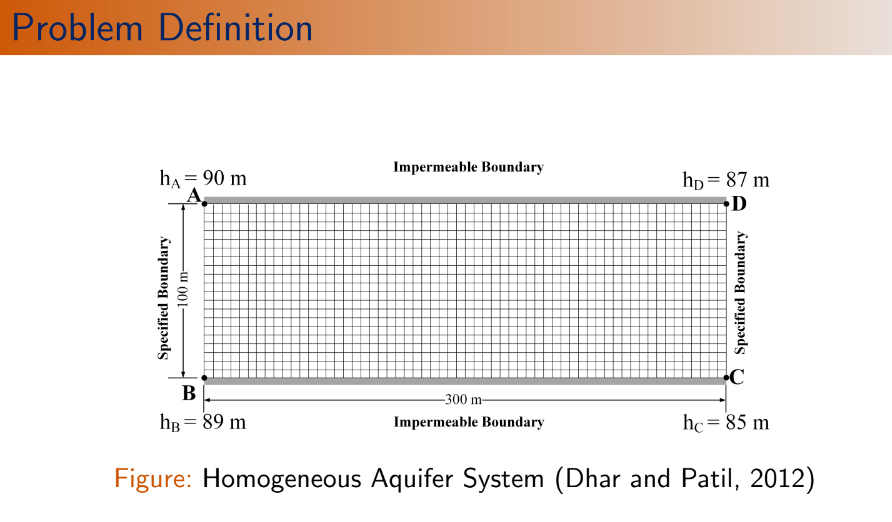 Problem Definition
Impermeable Boundary
hA = 90 m
hD = 87 m
A
D
Specified Boundary
100 m
Specified Boundary
B
C
300 m
hB = 89 m
Impermeable Boundary
hC = 85 m
Figure: Homogeneous Aquifer System (Dhar and Patil, 2012)